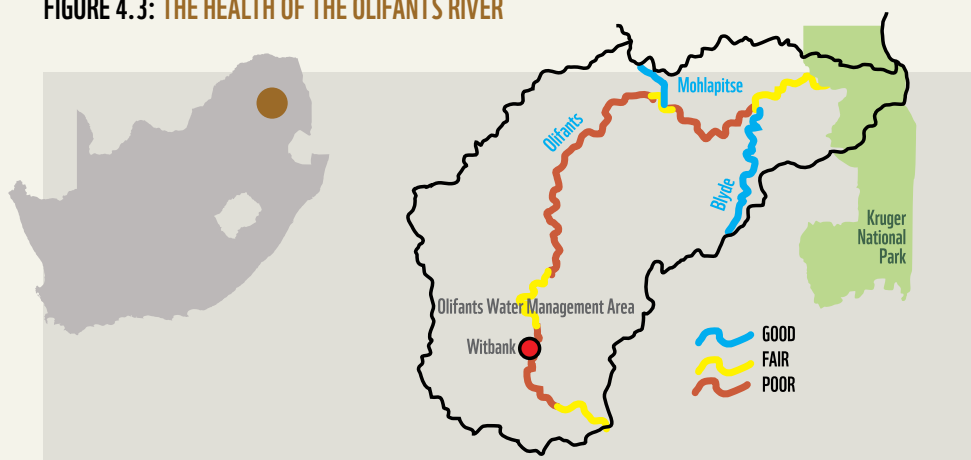 FIGURE 4.3: THE HEALTH OF THE OLIFANTS RIVER
Mohlapitse
Olifants
Blyde
Kruger
National
Park
Olifants Water Management Area
Witbank
GOOD
FAIR
POOR